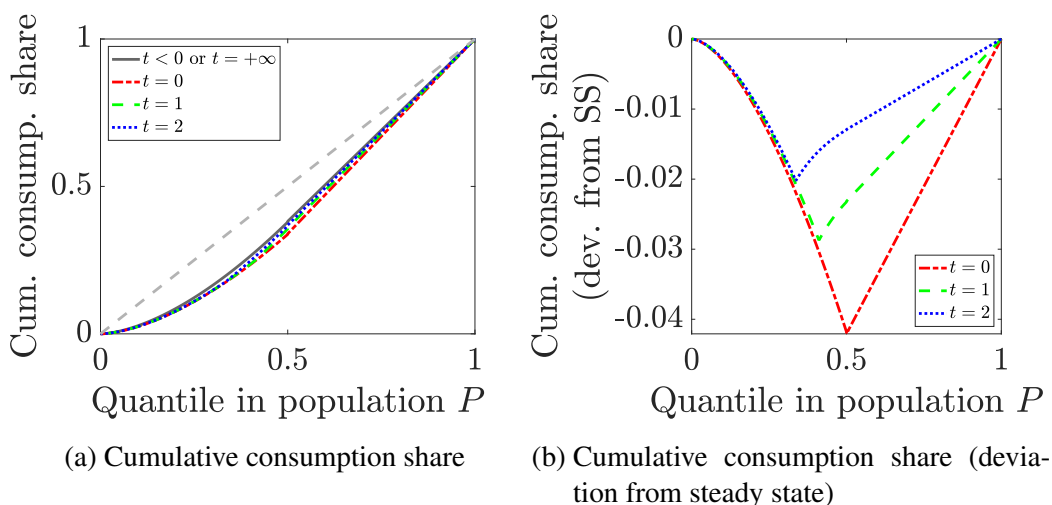 Cum. consump. share
1
0.5
0
t < 0 or t = +∞
t = 0
t = 1
t = 2
0
0.5
1
Quantile in population P
(a) Cumulative consumption share
Cum. consump. share
(dev. from SS)
0
-0.01
-0.02
-0.03
-0.04
t = 0
t = 1
t = 2
0
0.5
1
Quantile in population P
(b) Cumulative consumption share (devia-
tion from steady state)